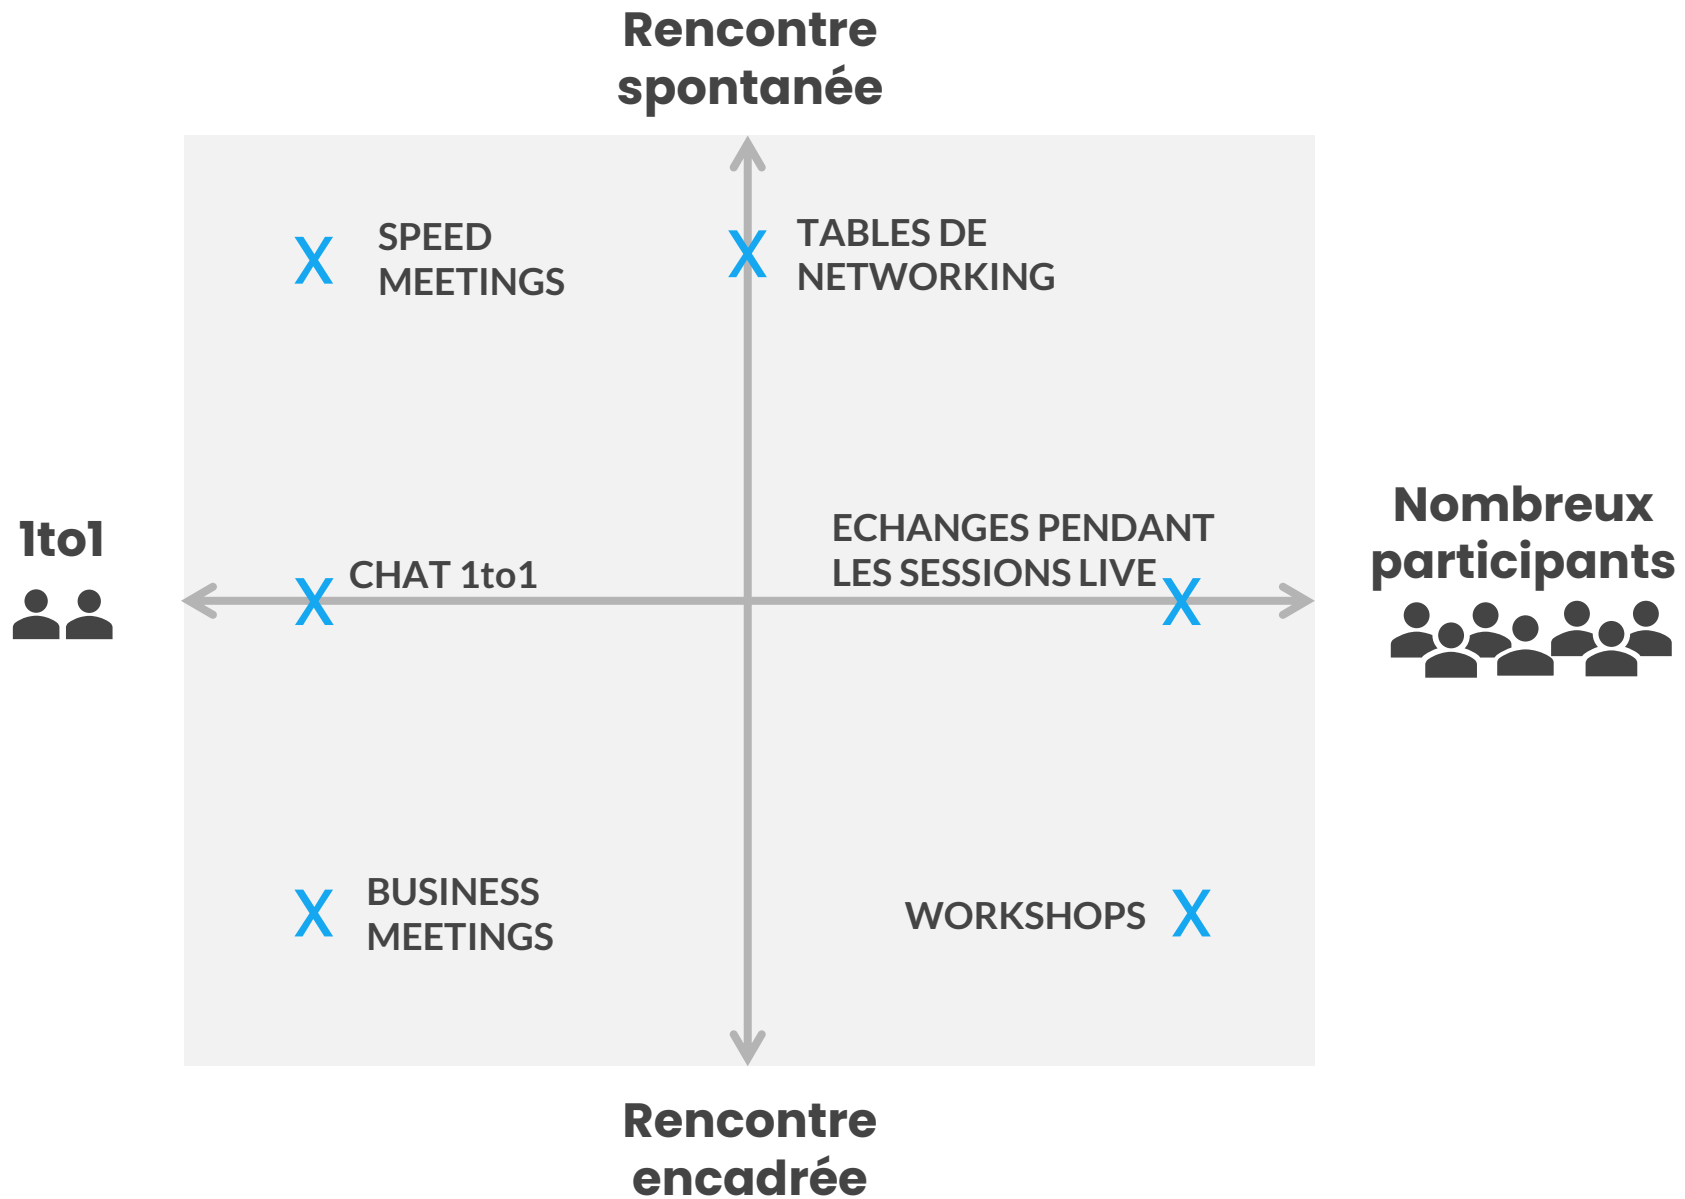 Rencontre
spontanée
SPEED
MEETINGS
X
X
TABLES DE
NETWORKING
1to1
CHAT 1to1
X
ECHANGES PENDANT
LES SESSIONS LIVE
X
Nombreux
participants
X
BUSINESS
MEETINGS
WORKSHOPS
X
Rencontre
encadrée